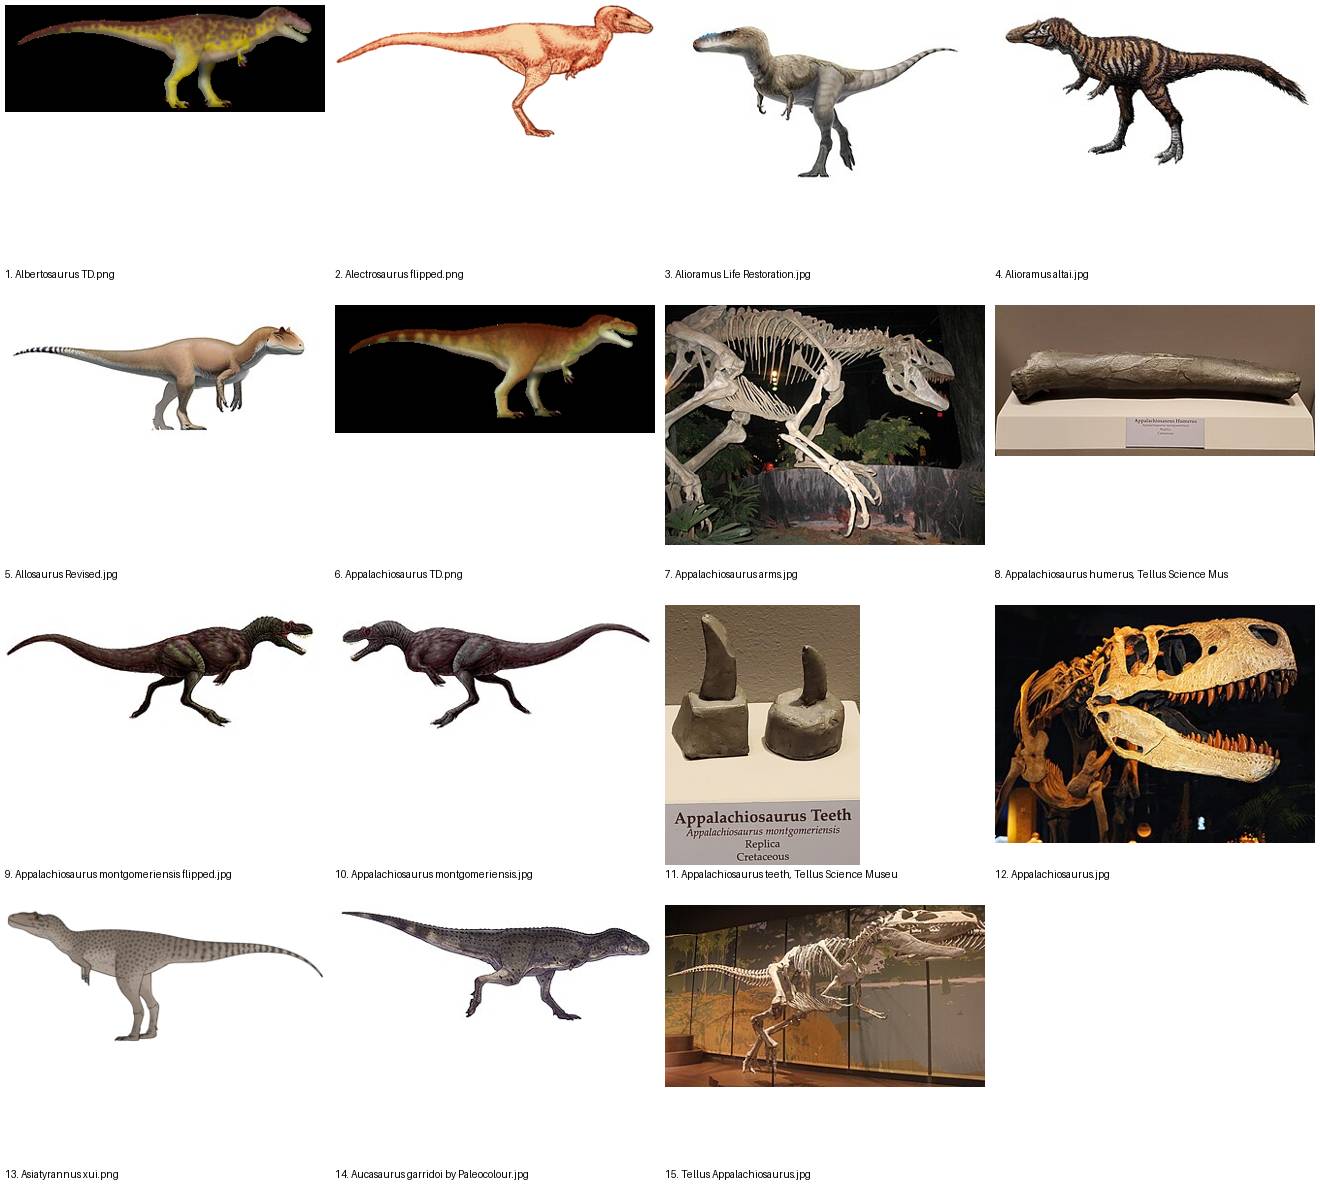 1. Albertosaurus TD.png
2. Alectrosaurus flipped.png
3. Alioramus Life Restoration.jpg
4. Alioramus altai.jpg
5. Allosaurus Revised.jpg
6. Appalachiosaurus TD.png
7. Appalachiosaurus arms.jpg
Appalachiosaurus Humerus
Replica
Cretaceous
8. Appalachiosaurus humerus, Tellus Science Mus
9. Appalachiosaurus montgomeriensis flipped.jpg
10. Appalachiosaurus montgomeriensis.jpg
Appalachiosaurus Teeth
Appalachiosaurus montgomeriensis
Replica
Cretaceous
11. Appalachiosaurus teeth, Tellus Science Museu
12. Appalachiosaurus.jpg
13. Asiatyrannus xui.png
14. Aucasaurus garridoi by Paleocolour.jpg
15. Tellus Appalachiosaurus.jpg